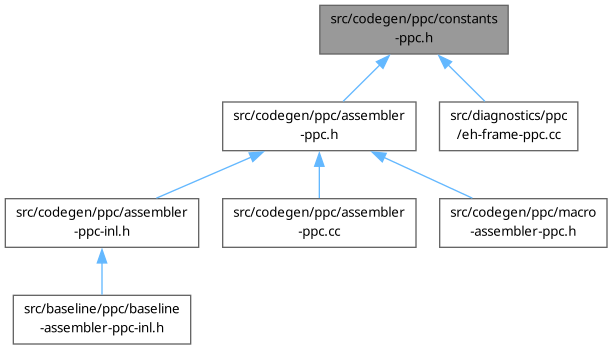 src/codegen/ppc/constants
-ppc.h
src/codegen/ppc/assembler
-ppc.h
src/diagnostics/ppc
/eh-frame-ppc.cc
src/codegen/ppc/assembler
-ppc-inl.h
src/codegen/ppc/assembler
-ppc.cc
src/codegen/ppc/macro
-assembler-ppc.h
src/baseline/ppc/baseline
-assembler-ppc-inl.h